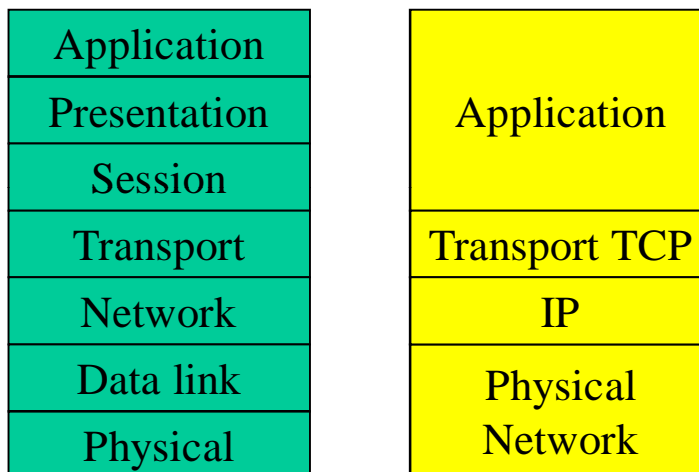 Application
Presentation
Session
Transport
Network
Data link
Physical
Application
Transport TCP
IP
Physical
Network